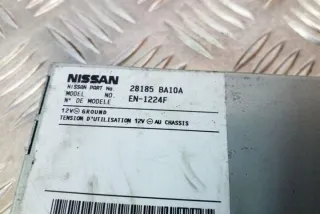 NISSAN
NISSAN PART No. 28185 BA10A
MODEL NO. EN-1224F
N° DE MODELE
12V⊖ GROUND
TENSION D'UTILISATION 12V⊖ AU CHASSIS